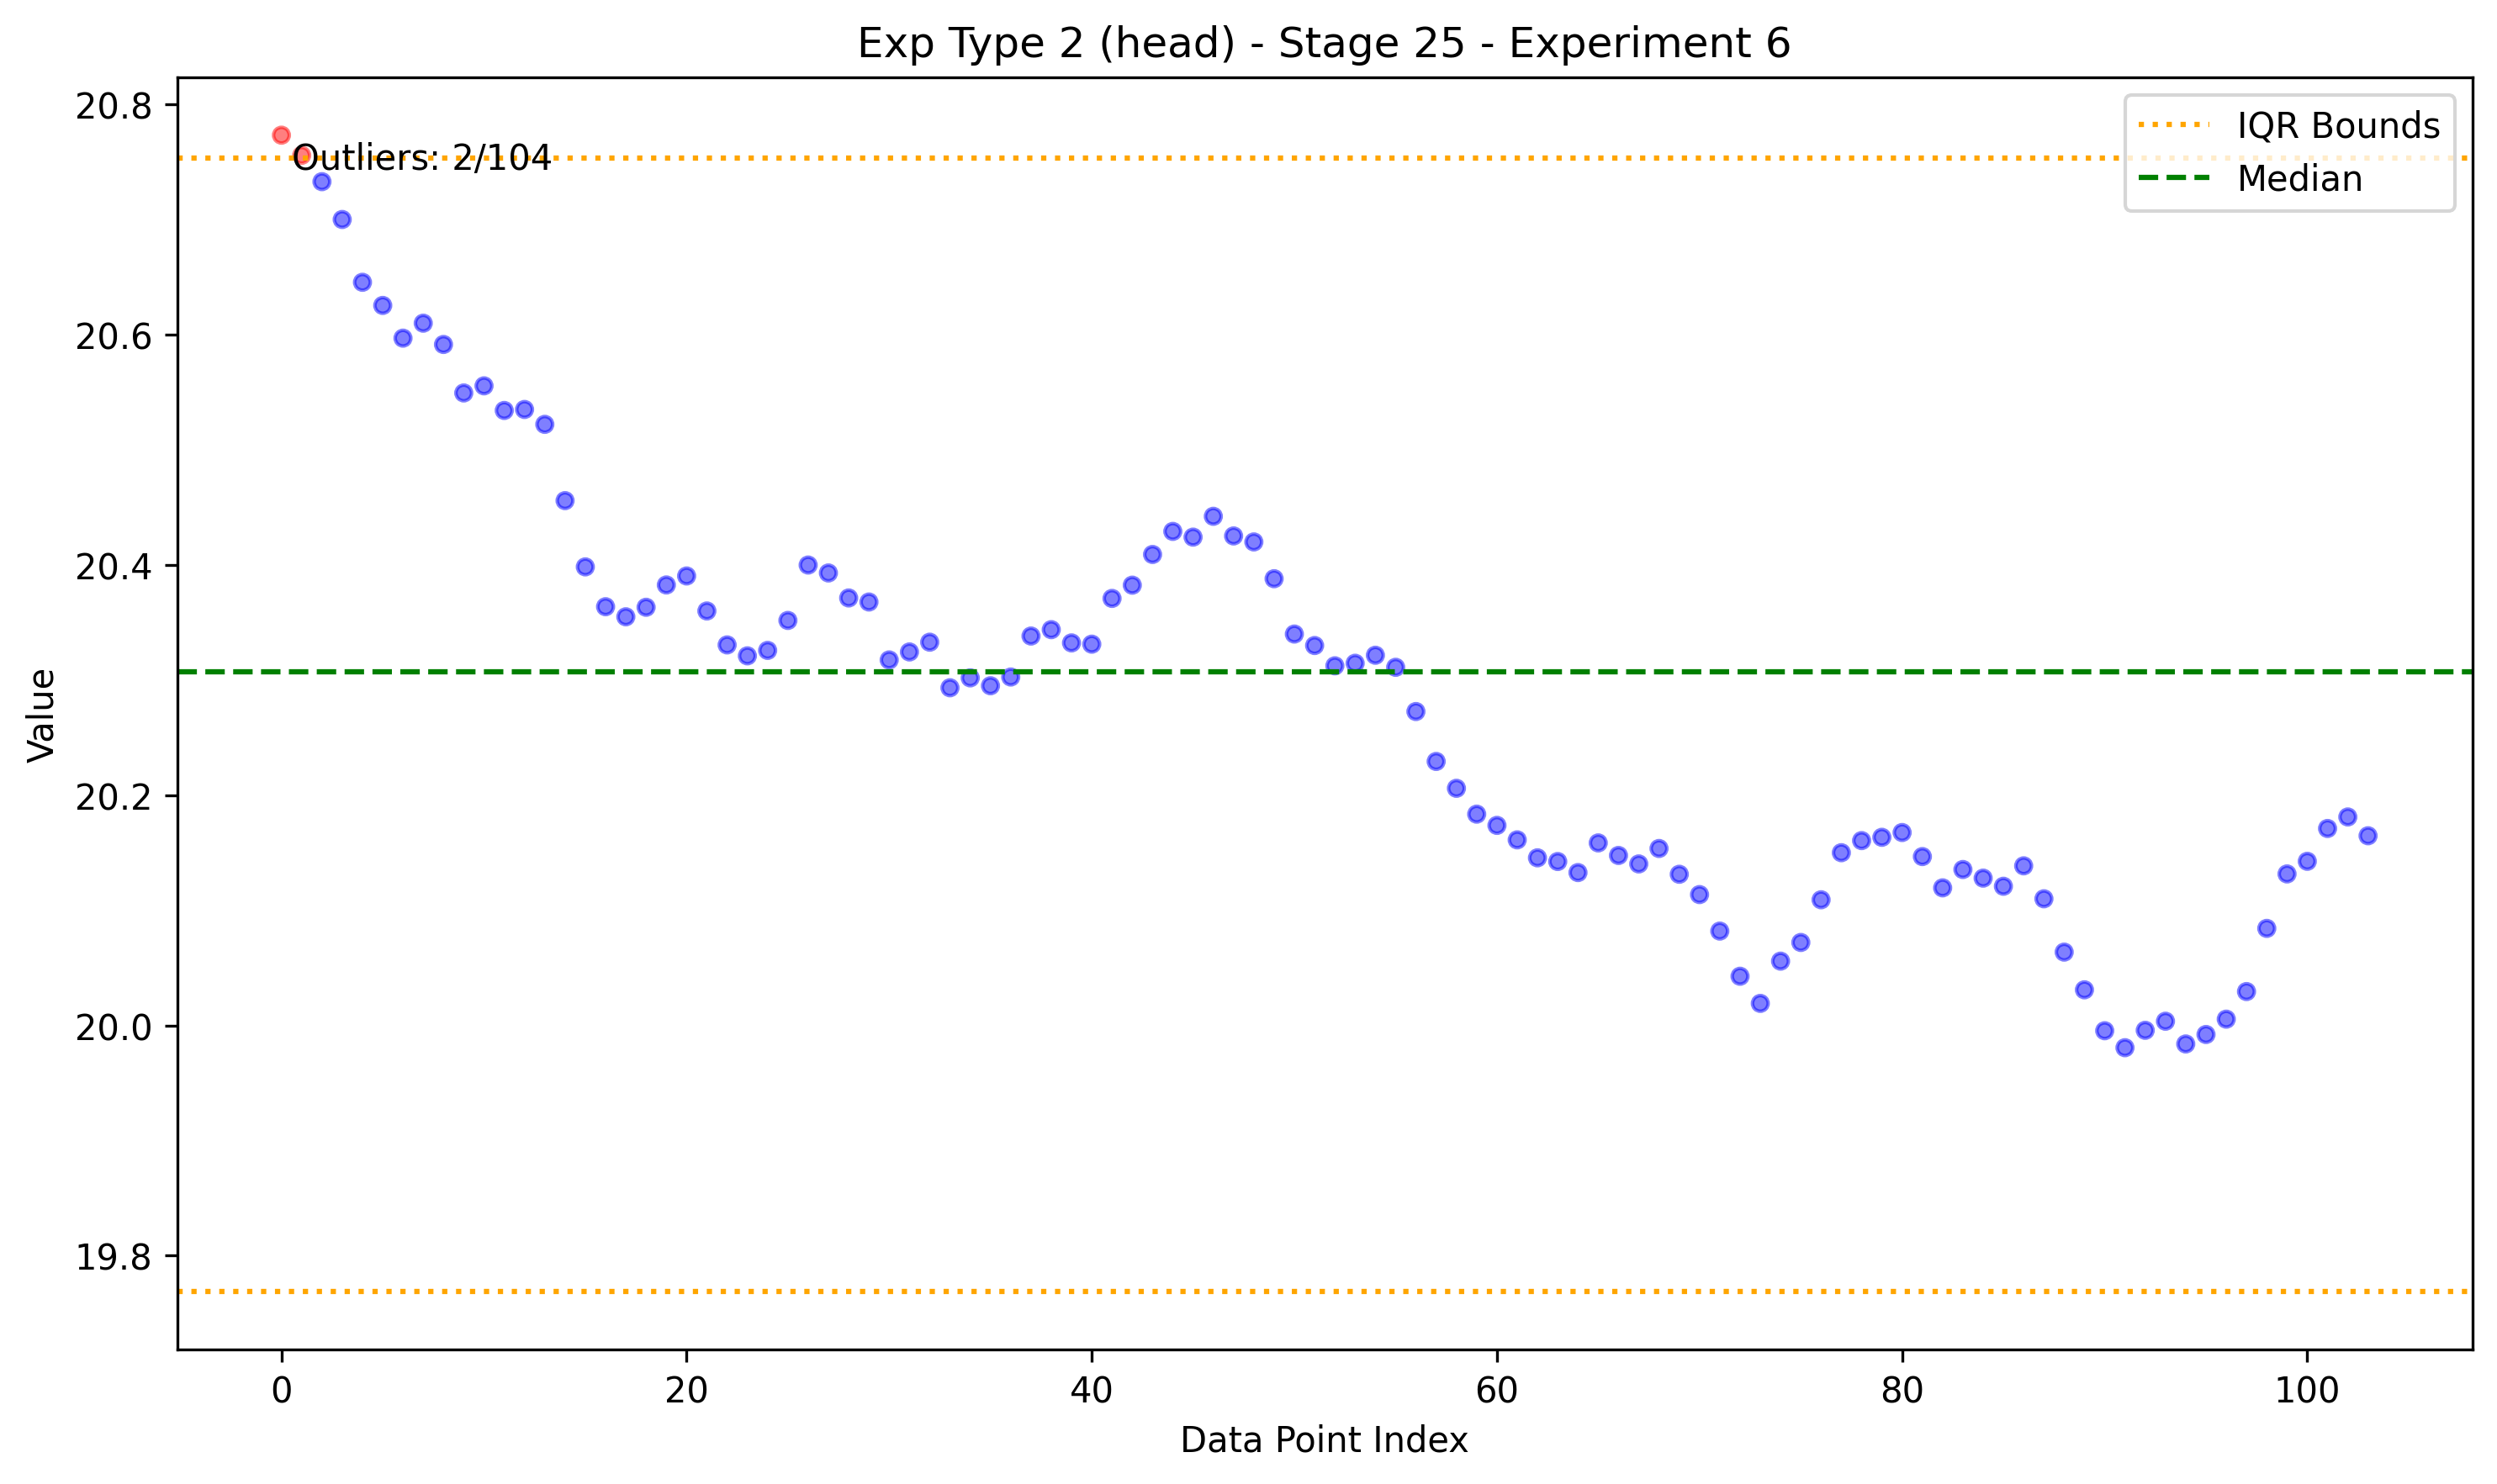 Exp Type 2 (head) - Stage 25 - Experiment 6
20.8
20.6
20.4
20.2
20.0
19.8
Value
Outliers: 2/104
IQR Bounds
Median
0
20
40
60
80
100
Data Point Index